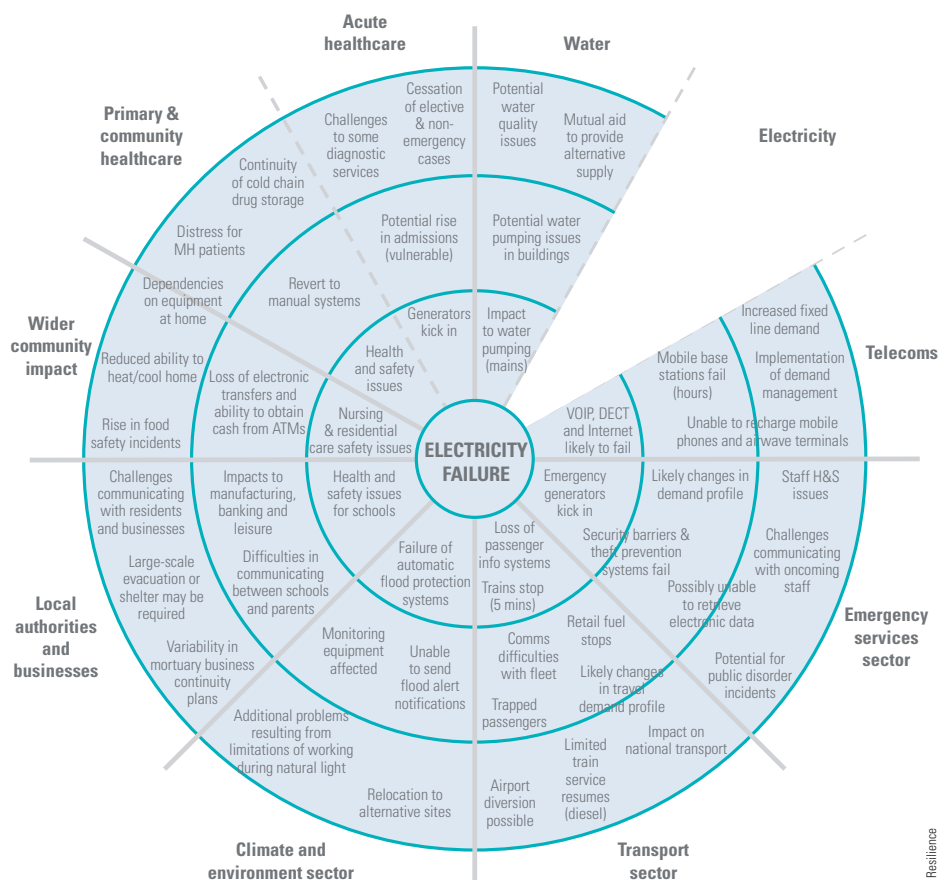 Acute
healthcare
Water
Electricity
Telecoms
Emergency
services
sector
Transport
sector
Climate and
environment sector
Local
authorities
and
businesses
Wider
community
impact
Primary &
community
healthcare
ELECTRICITY
FAILURE
Challenges
to some
diagnostic
services
Cessation
of elective
& non-
emergency
cases
Potential rise
in admissions
(vulnerable)
Generators
kick in
Potential
water
quality
issues
Mutual aid
to provide
alternative
supply
Potential water
pumping issues
in buildings
Impact
to water
pumping
(mains)
Increased fixed
line demand
Implementation
of demand
management
Mobile base
stations fail
(hours)
Unable to recharge mobile
phones and airwave terminals
VOIP, DECT
and Internet
likely to fail
Emergency
generators
kick in
Likely changes in
demand profile
Staff H&S
issues
Security barriers &
theft prevention
systems fail
Challenges
communicating
with oncoming
staff
Possibly unable
to retrieve
electronic data
Potential for
public disorder
incidents
Loss of
passenger
info systems
Trains stop
(5 mins)
Retail fuel
stops
Comms
difficulties
with fleet
Likely changes
in travel
demand profile
Trapped
passengers
Impact on
national transport
Limited
train
service
resumes
(diesel)
Airport
diversion
possible
Failure of
automatic
flood protection
systems
Monitoring
equipment
affected
Unable
to send
flood alert
notifications
Additional problems
resulting from
limitations of working
during natural light
Relocation to
alternative sites
Health and
safety issues
for schools
Impacts to
manufacturing,
banking and
leisure
Difficulties in
communicating
between schools
and parents
Challenges
communicating
with residents
and businesses
Large-scale
evacuation or
shelter may be
required
Variability in
mortuary business
continuity
plans
Nursing
& residential
care safety issues
Loss of electronic
transfers and
ability to obtain
cash from ATMs
Reduced ability to
heat/cool home
Rise in food
safety incidents
Dependencies
on equipment
at home
Distress for
MH patients
Continuity
of cold chain
drug storage
Revert to
manual systems
Health
and safety
issues
Resilience